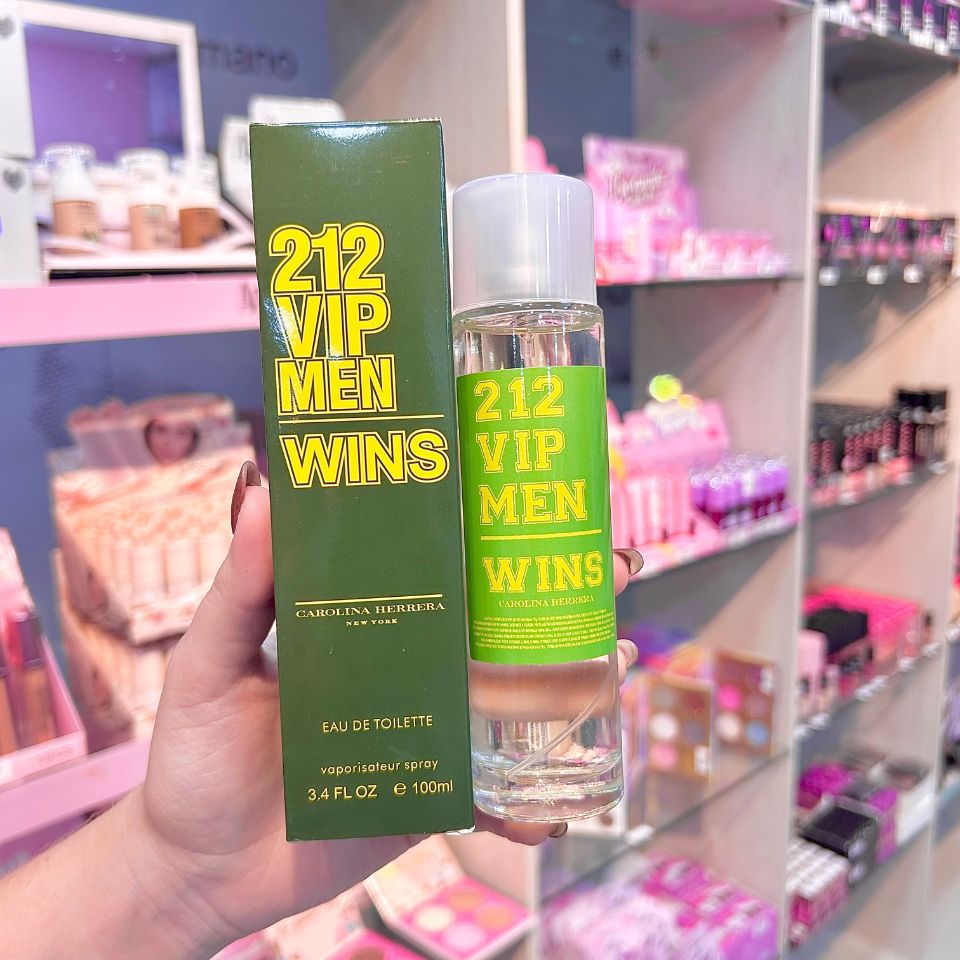 mano
212
VIP
MEN
WINS
CAROLINA HERRERA
NEW YORK
EAU DE TOILETTE
vaporisateur spray
3.4 FL OZ e 100ml
212
VIP
MEN
WINS
CAROLINA HERRERA